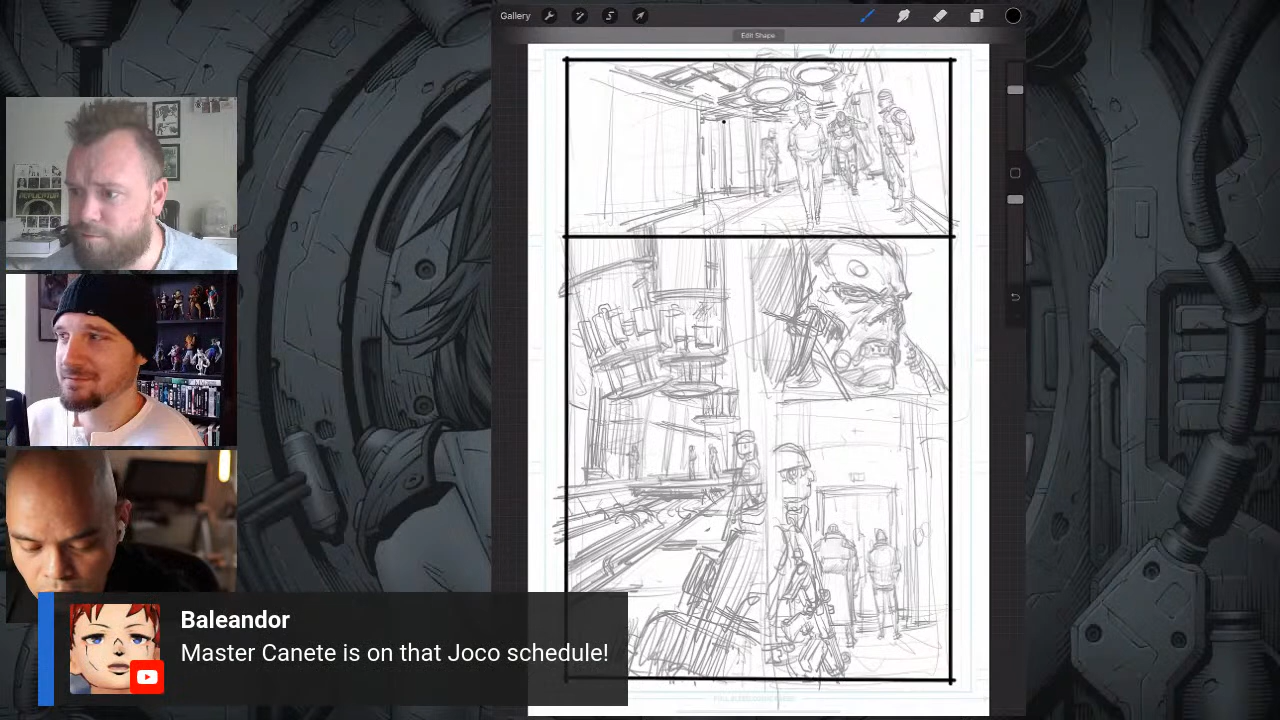 Gallery
Edit Shape
Baleandor
Master Canete is on that Joco schedule!